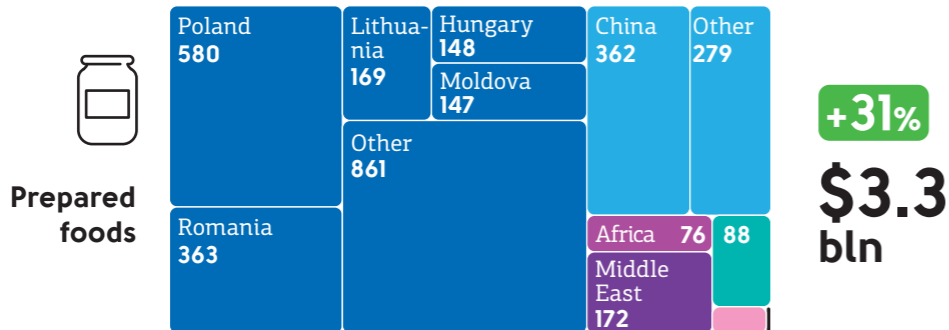 Prepared
foods
Poland
580
Romania
363
Lithua-
nia
169
Hungary
148
Moldova
147
Other
861
China
362
Other
279
Africa 76
88
Middle
East
172
+31%
$3.3
bln